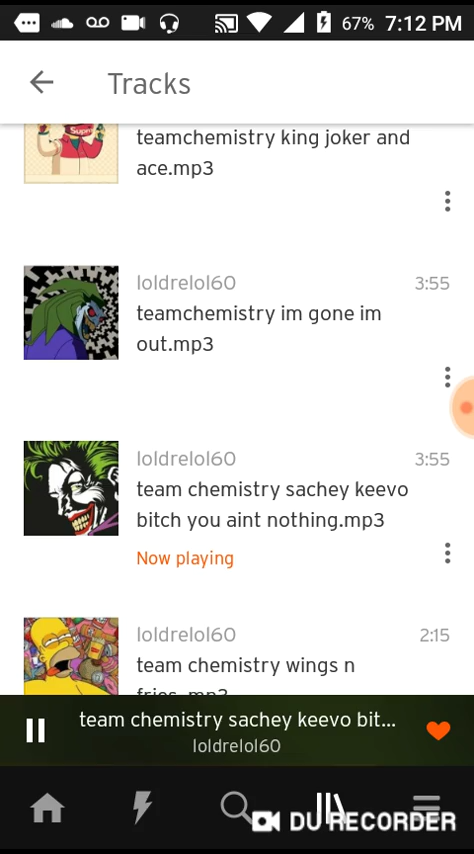 67% 7:12 PM
Tracks
teamchemistry king joker and
ace.mp3
loldrelol60 3:55
teamchemistry im gone im
out.mp3
loldrelol60 3:55
team chemistry sachey keevo
bitch you aint nothing.mp3
Now playing
loldrelol60 2:15
team chemistry wings n
fries.mp3
team chemistry sachey keevo bit...
loldrelol60
DU RECORDER